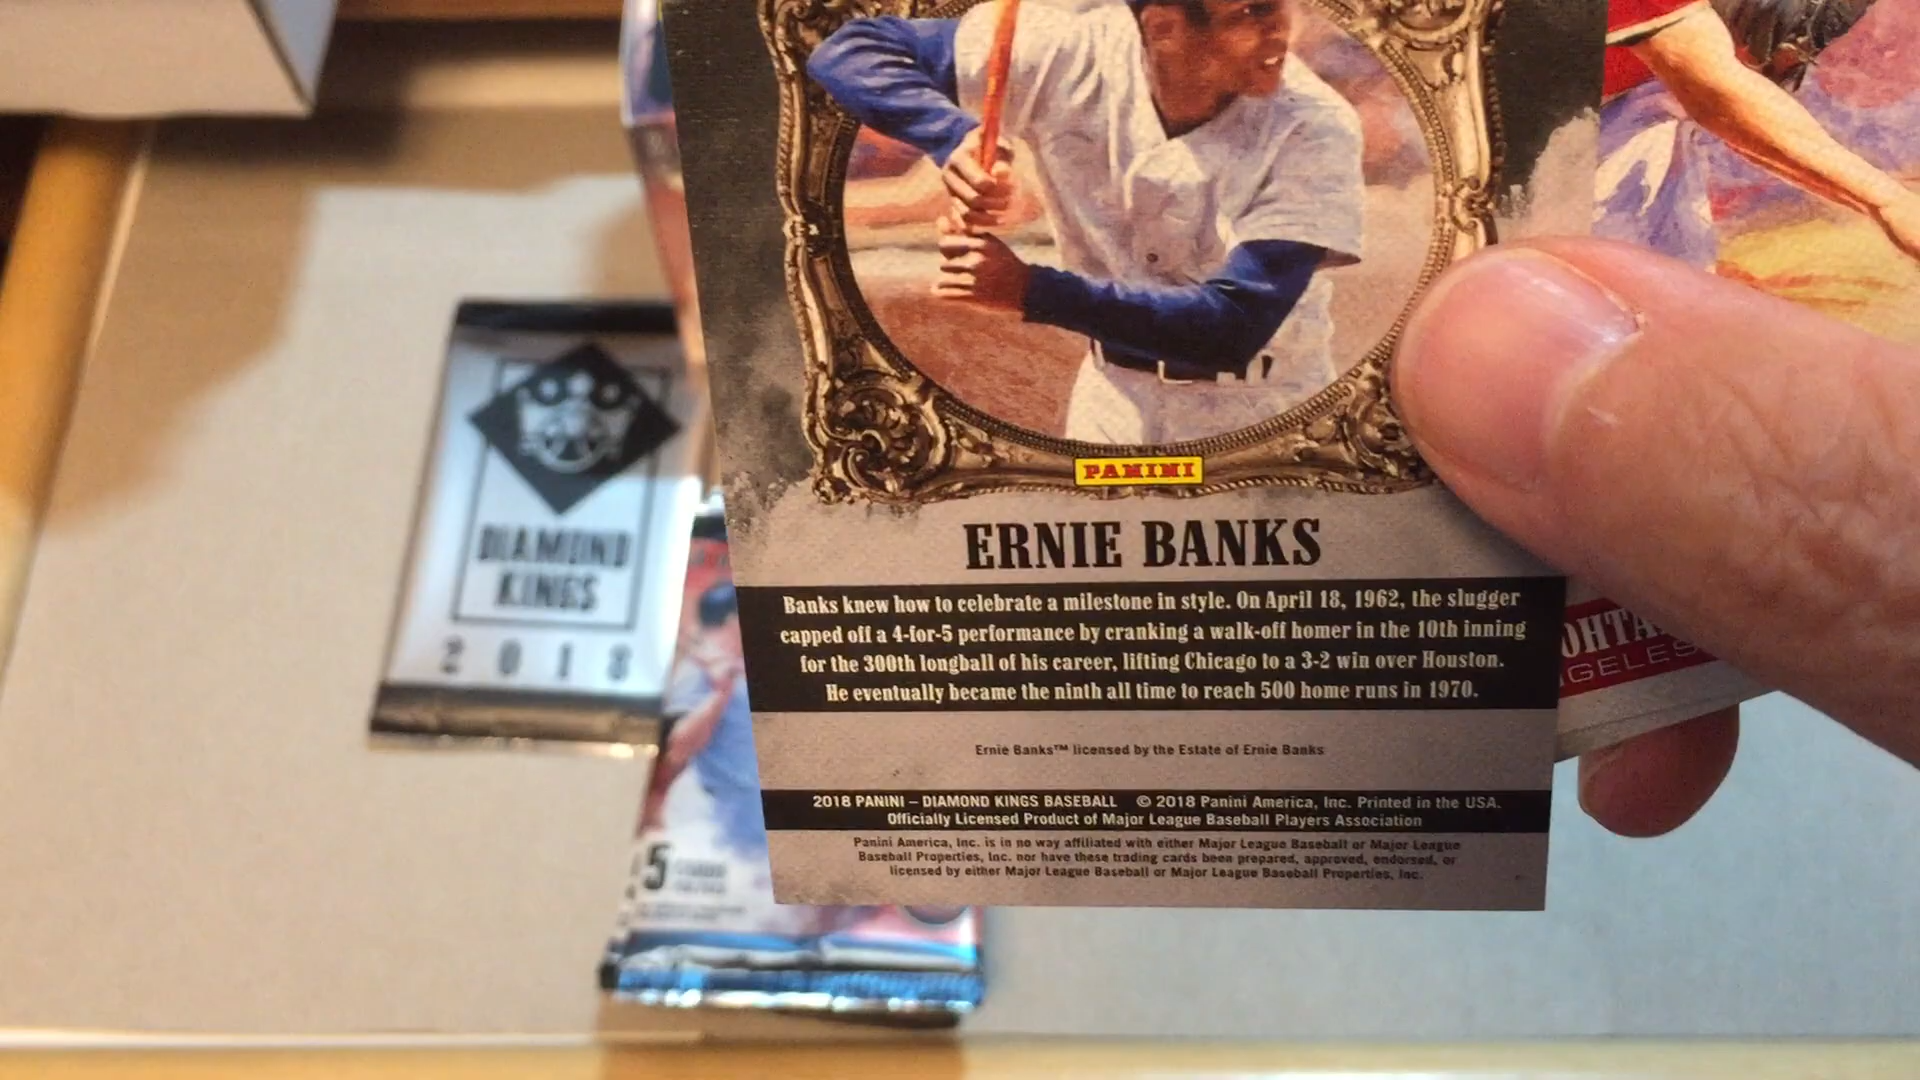 PANINI
ERNIE BANKS
Banks knew how to celebrate a milestone in style. On April 18, 1962, the slugger
capped off a 4-for-5 performance by cranking a walk-off homer in the 10th inning
for the 300th longball of his career, lifting Chicago to a 3-2 win over Houston.
He eventually became the ninth all time to reach 500 home runs in 1970.
Ernie Banks™ licensed by the Estate of Ernie Banks
2018 PANINI – DIAMOND KINGS BASEBALL © 2018 Panini America, Inc. Printed in the USA.
Officially Licensed Product of Major League Baseball Players Association
Panini America, Inc. is in no way affiliated with either Major League Baseball or Major League
Baseball Properties, Inc. nor have these trading cards been prepared, approved, endorsed, or
licensed by either Major League Baseball or Major League Baseball Properties, Inc.
DIAMOND
KINGS
2018
5
OHTA
GELES